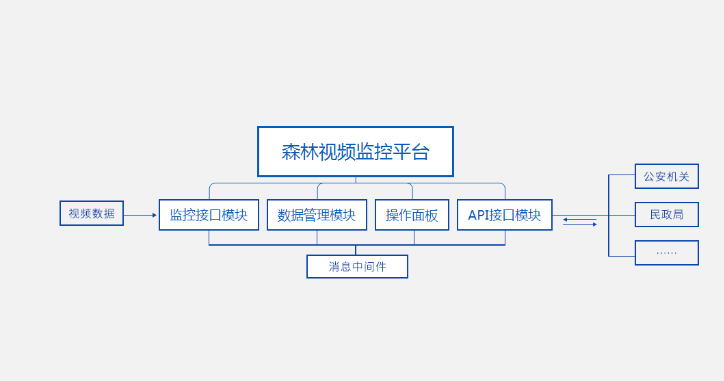 森林视频监控平台
视频数据
监控接口模块
数据管理模块
操作面板
API接口模块
消息中间件
公安机关
民政局
……